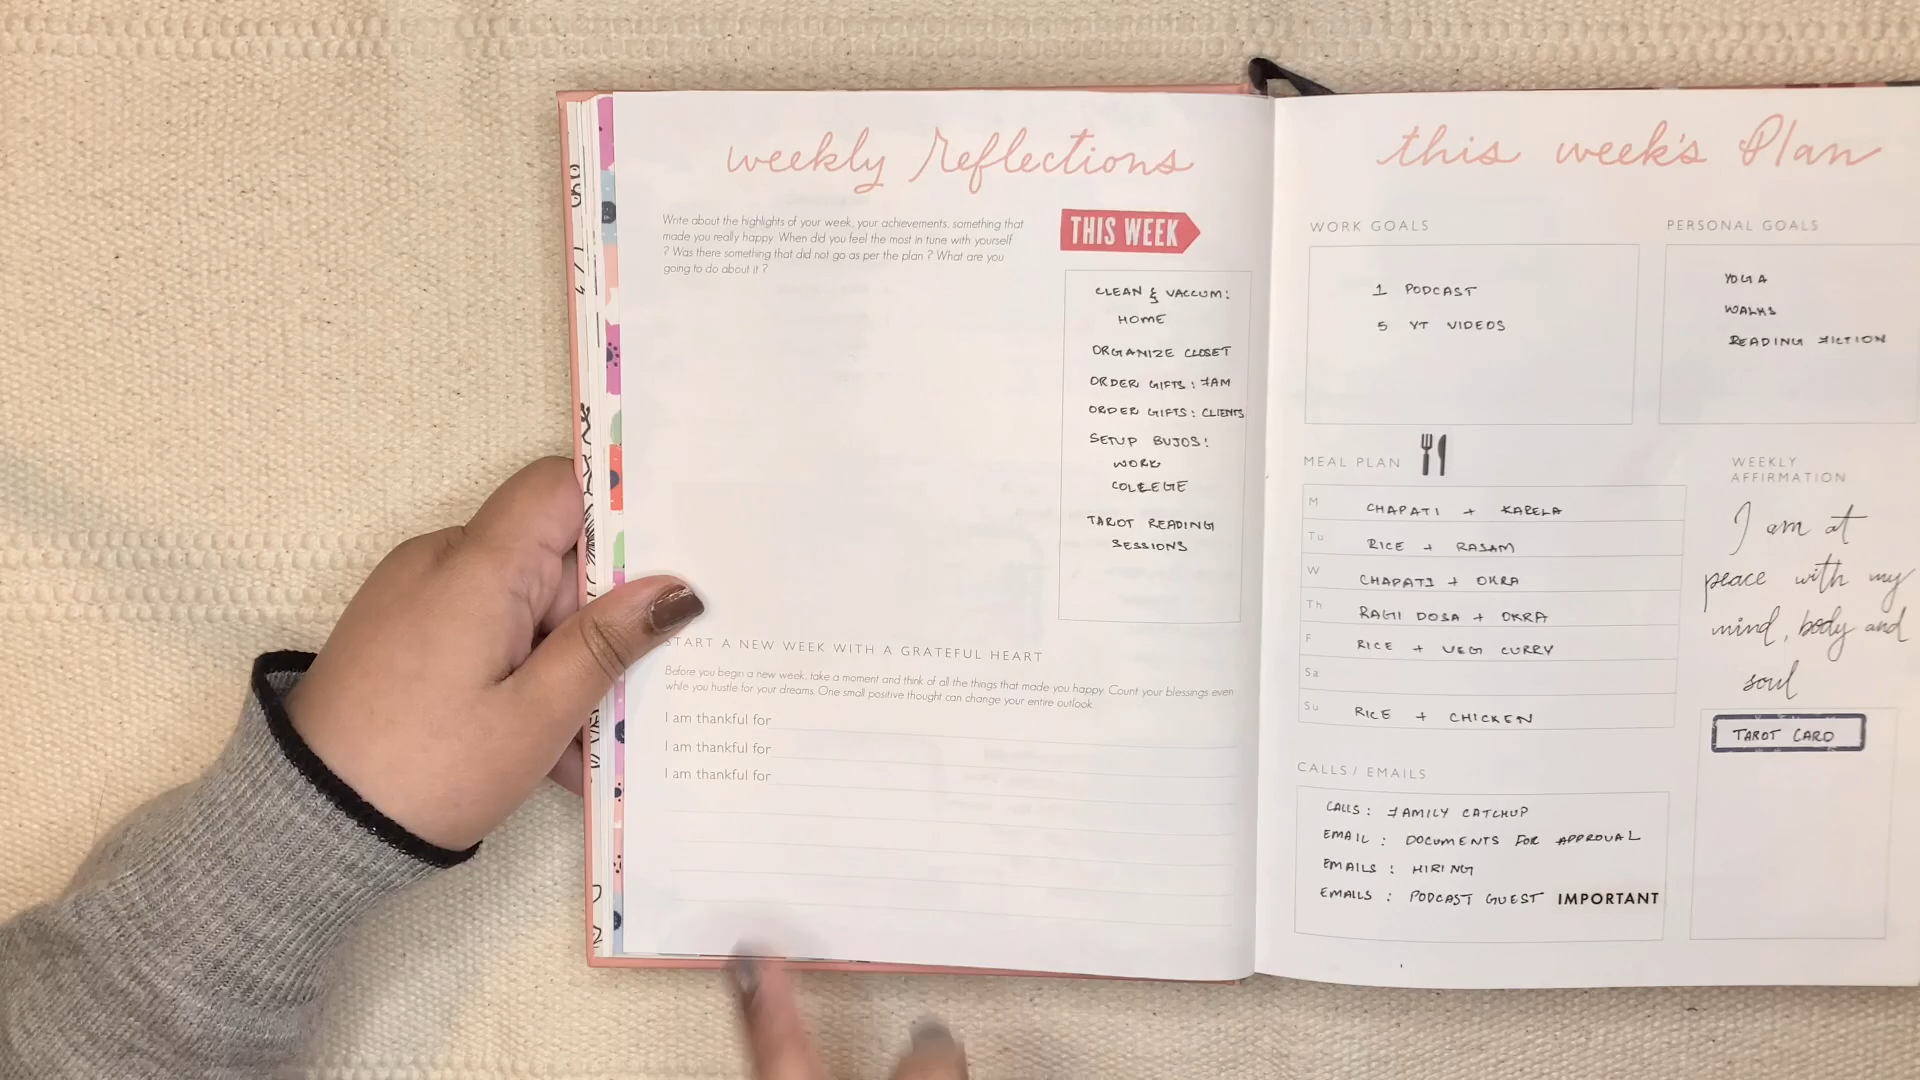 weekly reflections
Write about the highlights of your week, your achievements, something that
made you really happy. When did you feel the most in tune with yourself
? Was there something that did not go as per the plan ? What are you
going to do about it ?
THIS WEEK
CLEAN & VACCUM:
HOME
ORGANIZE CLOSET
ORDER GIFTS : FAM
ORDER GIFTS : CLIENTS
SETUP BUJOS:
WORK
COLLEGE
TAROT READING
SESSIONS
START A NEW WEEK WITH A GRATEFUL HEART
Before you begin a new week, take a moment and think of all the things that made you happy. Count your blessings even
while you hustle for your dreams. One small positive thought can change your entire outlook.
I am thankful for
I am thankful for
I am thankful for
this week's Plan
WORK GOALS
1 PODCAST
5 YT VIDEOS
PERSONAL GOALS
YOGA
WALKS
READING FICTION
MEAL PLAN
M CHAPATI + KARELA
Tu RICE + RASAM
W CHAPATI + OKRA
Th RAGI DOSA + OKRA
F RICE + VEG CURRY
Sa
Su RICE + CHICKEN
WEEKLY
AFFIRMATION
I am at
peace with my
mind, body and
soul
TAROT CARD
CALLS / EMAILS
CALLS : FAMILY CATCHUP
EMAIL : DOCUMENTS FOR APPROVAL
EMAILS : HIRING
EMAILS : PODCAST GUEST IMPORTANT